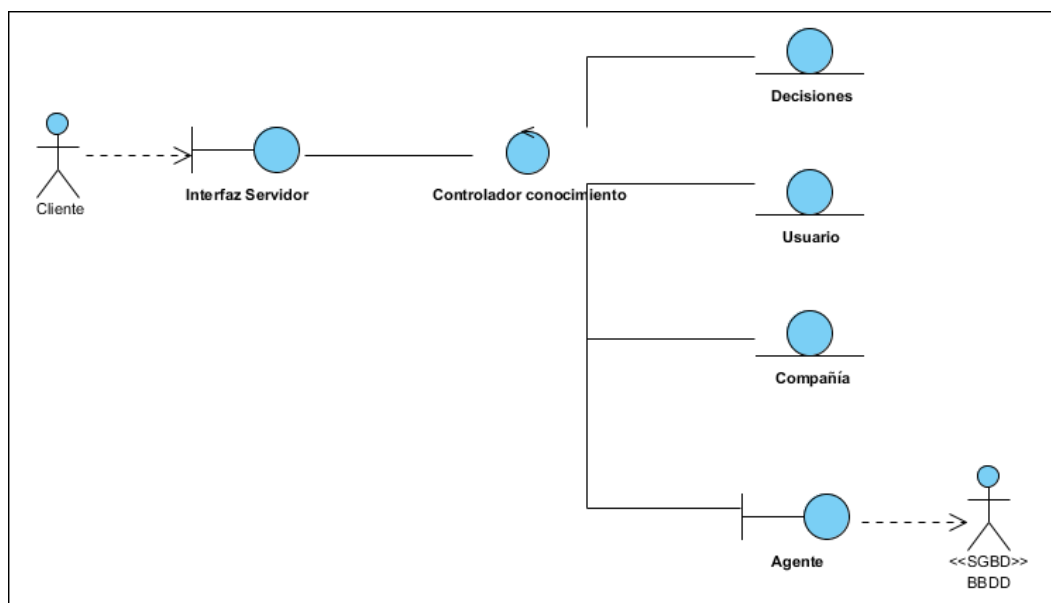 Decisiones
Cliente
Interfaz Servidor
Controlador conocimiento
Usuario
Compañía
Agente
<<SGBD>>
BBDD